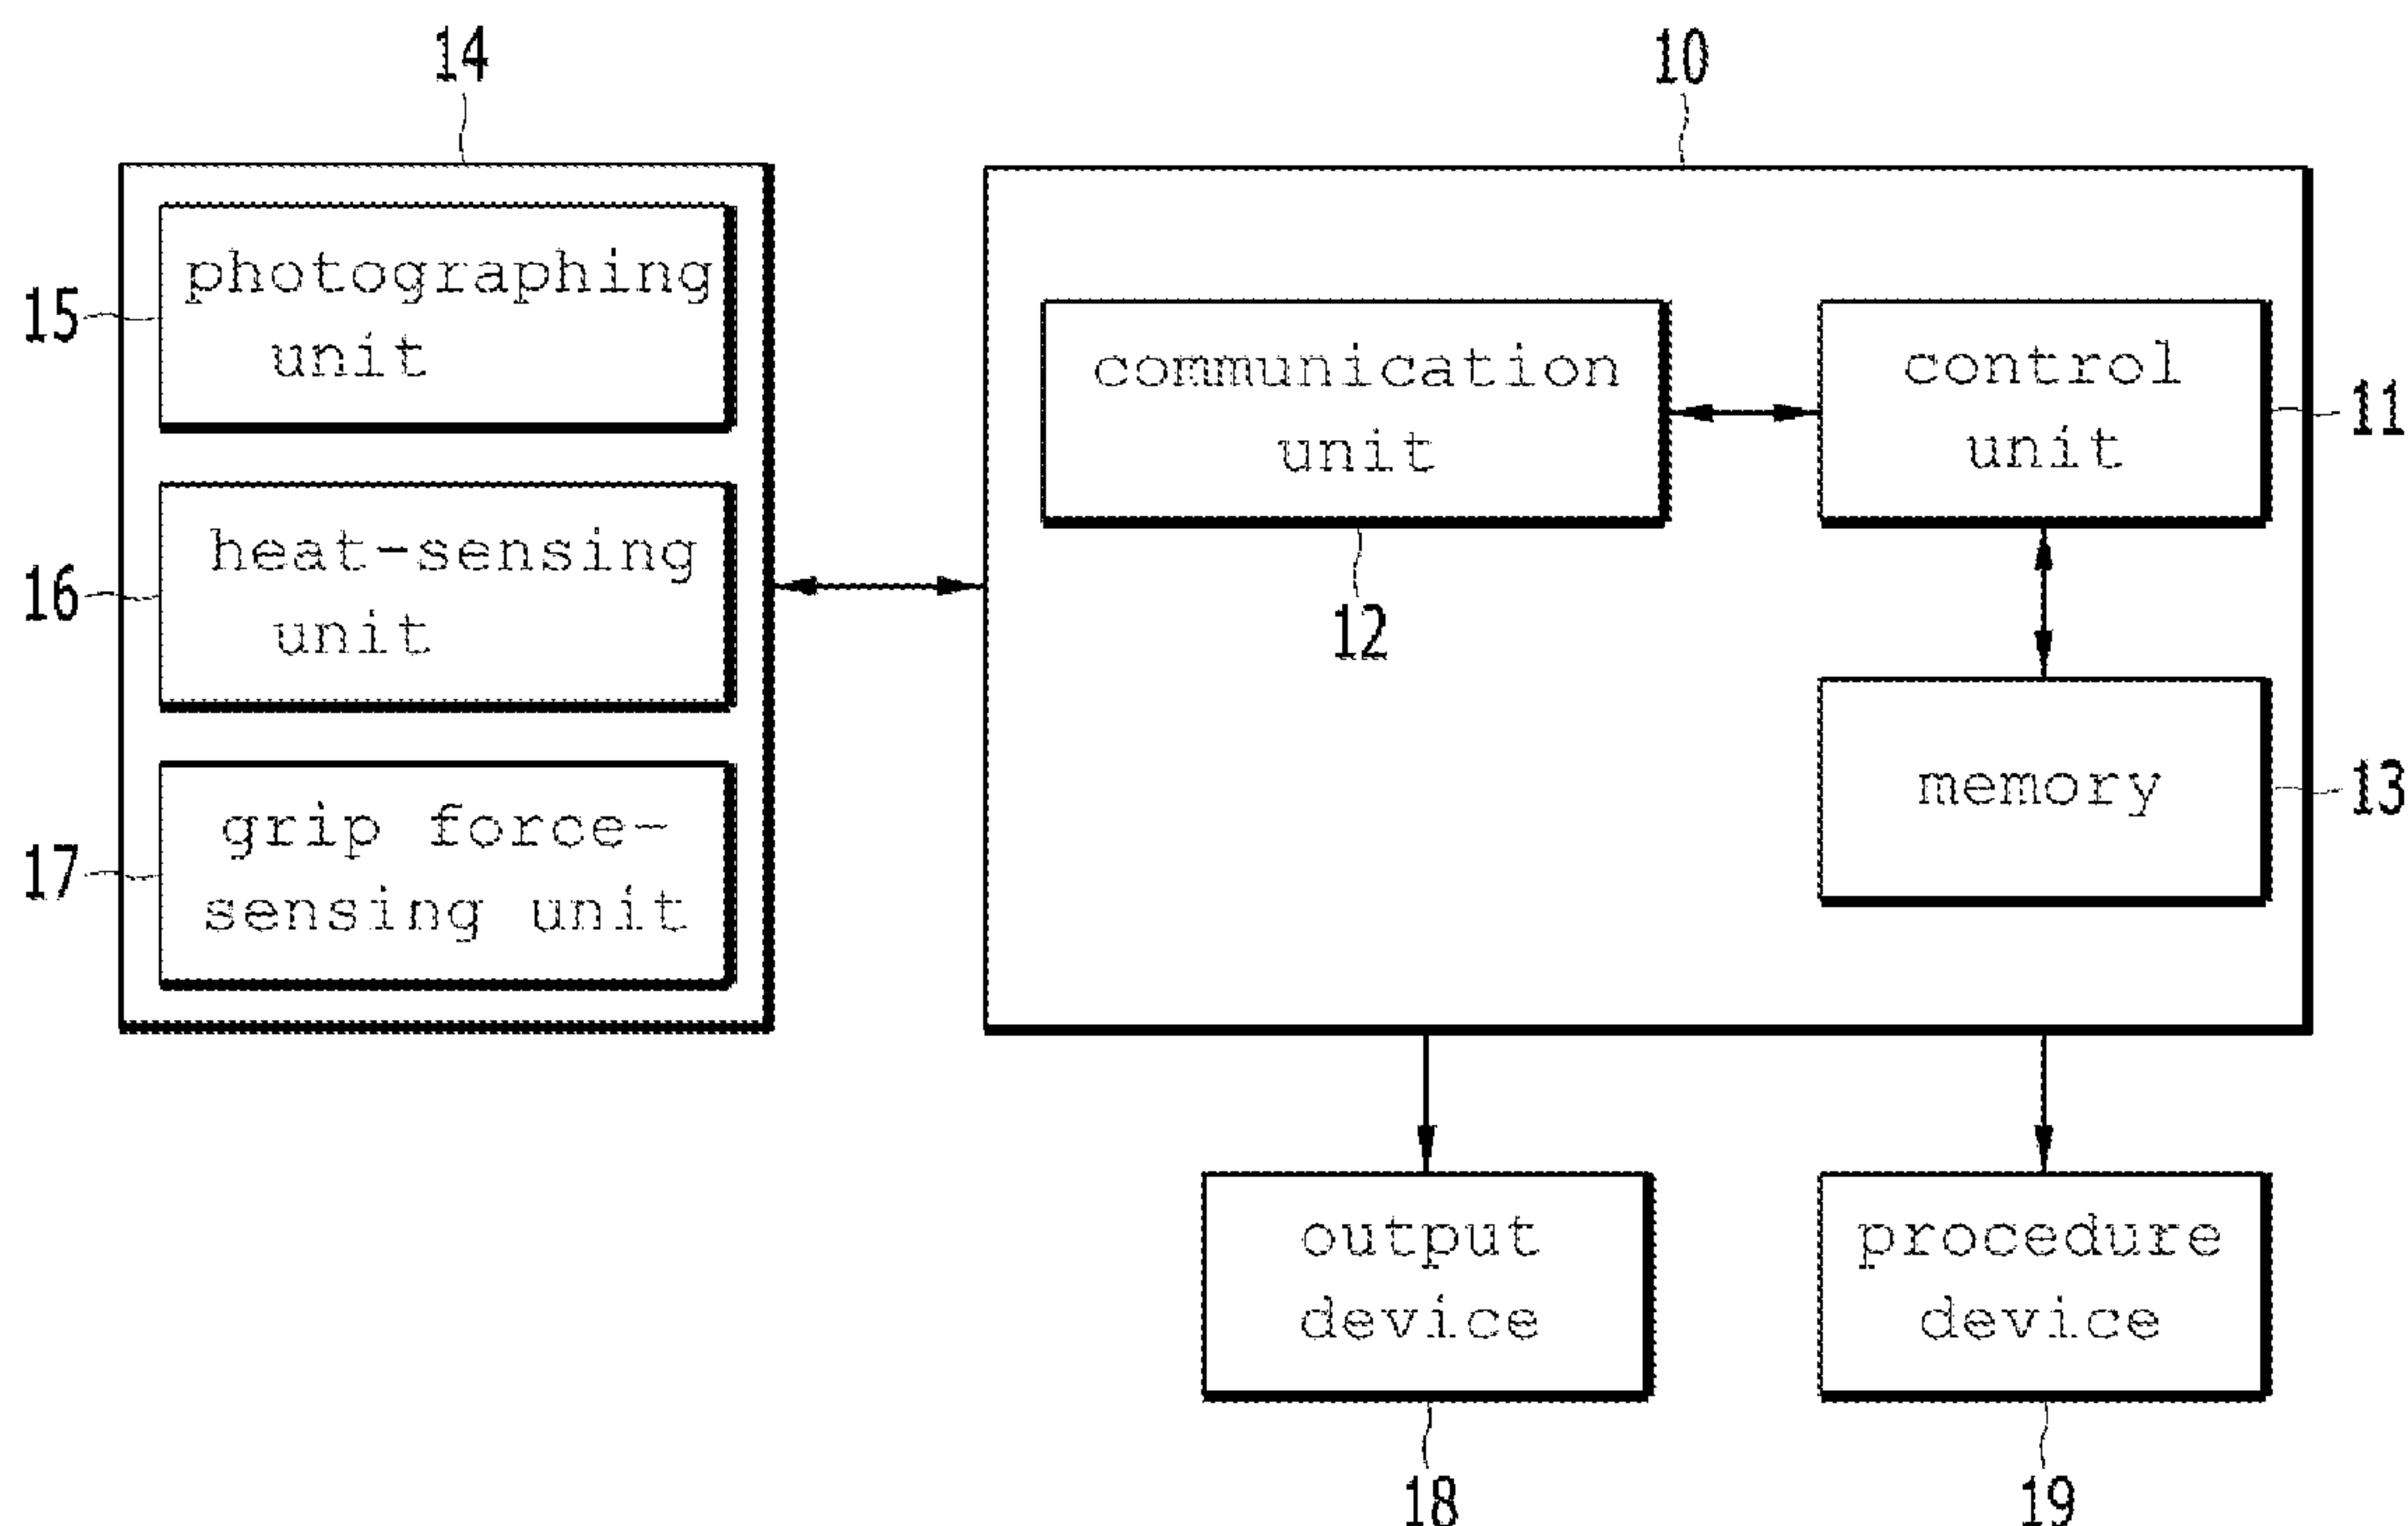 14
10
photographing
unit
15
communication
unit
control
unit
11
12
heat-sensing
unit
16
memory
13
grip force-
sensing unit
17
output
device
procedure
device
18
19